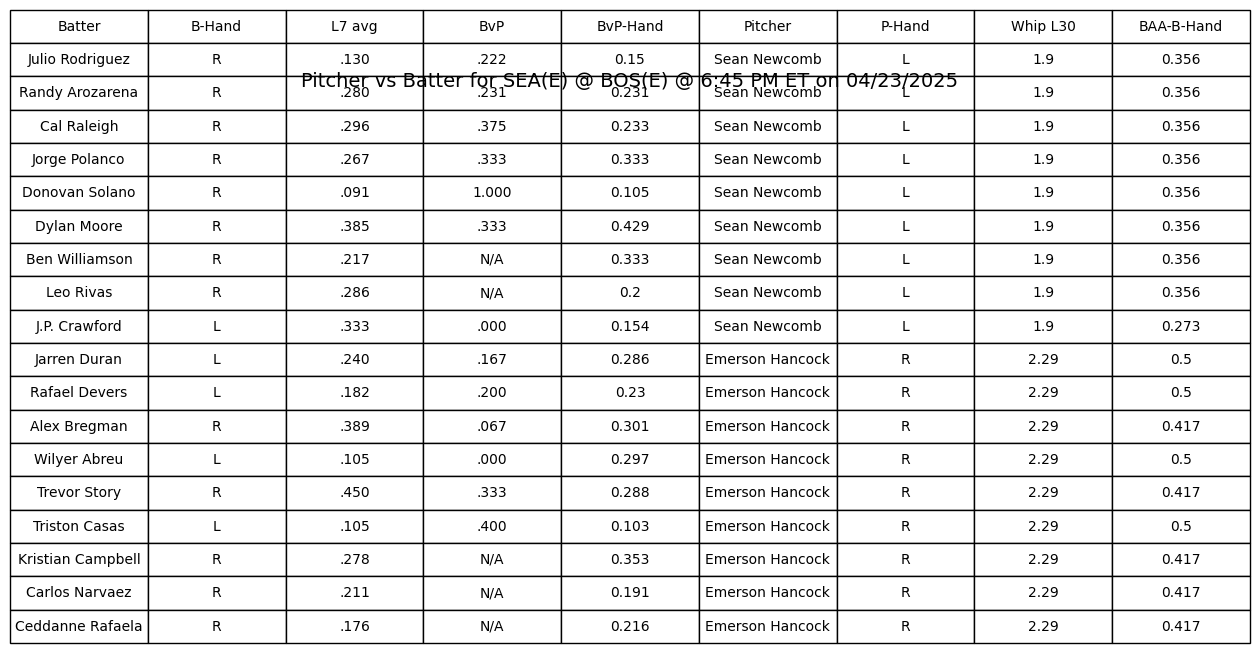 Batter B-Hand L7 avg BvP BvP-Hand Pitcher P-Hand Whip L30 BAA-B-Hand
Julio Rodriguez R .130 .222 0.15 Sean Newcomb L 1.9 0.356
Pitcher vs Batter for SEA(E) @ BOS(E) @ 6:45 PM ET on 04/23/2025
Randy Arozarena R .280 .231 0.231 Sean Newcomb L 1.9 0.356
Cal Raleigh R .296 .375 0.233 Sean Newcomb L 1.9 0.356
Jorge Polanco R .267 .333 0.333 Sean Newcomb L 1.9 0.356
Donovan Solano R .091 1.000 0.105 Sean Newcomb L 1.9 0.356
Dylan Moore R .385 .333 0.429 Sean Newcomb L 1.9 0.356
Ben Williamson R .217 N/A 0.333 Sean Newcomb L 1.9 0.356
Leo Rivas R .286 N/A 0.2 Sean Newcomb L 1.9 0.356
J.P. Crawford L .333 .000 0.154 Sean Newcomb L 1.9 0.273
Jarren Duran L .240 .167 0.286 Emerson Hancock R 2.29 0.5
Rafael Devers L .182 .200 0.23 Emerson Hancock R 2.29 0.5
Alex Bregman R .389 .067 0.301 Emerson Hancock R 2.29 0.417
Wilyer Abreu L .105 .000 0.297 Emerson Hancock R 2.29 0.5
Trevor Story R .450 .333 0.288 Emerson Hancock R 2.29 0.417
Triston Casas L .105 .400 0.103 Emerson Hancock R 2.29 0.5
Kristian Campbell R .278 N/A 0.353 Emerson Hancock R 2.29 0.417
Carlos Narvaez R .211 N/A 0.191 Emerson Hancock R 2.29 0.417
Ceddanne Rafaela R .176 N/A 0.216 Emerson Hancock R 2.29 0.417